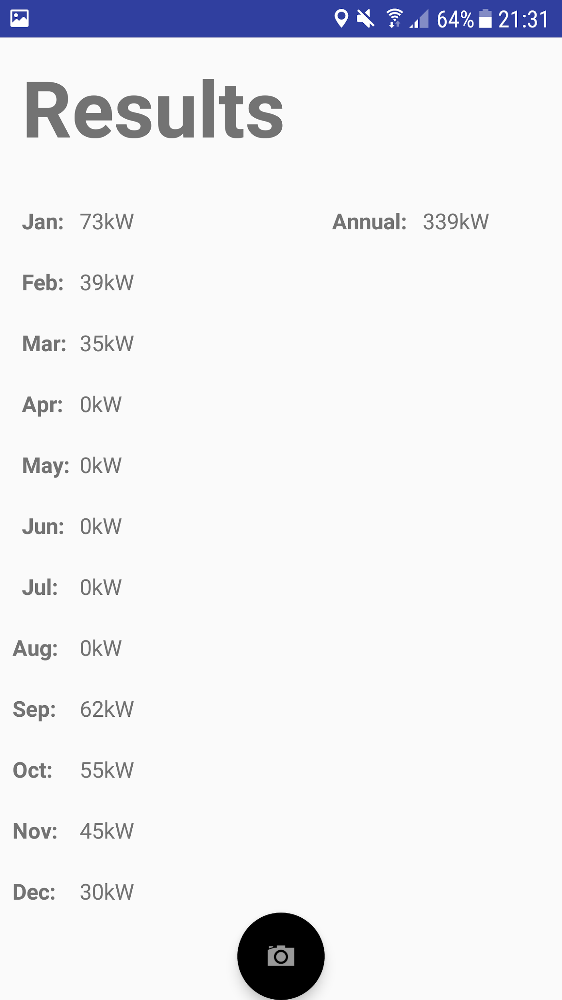 64% 21:31
Results
Jan: 73kW Annual: 339kW
Feb: 39kW
Mar: 35kW
Apr: 0kW
May: 0kW
Jun: 0kW
Jul: 0kW
Aug: 0kW
Sep: 62kW
Oct: 55kW
Nov: 45kW
Dec: 30kW